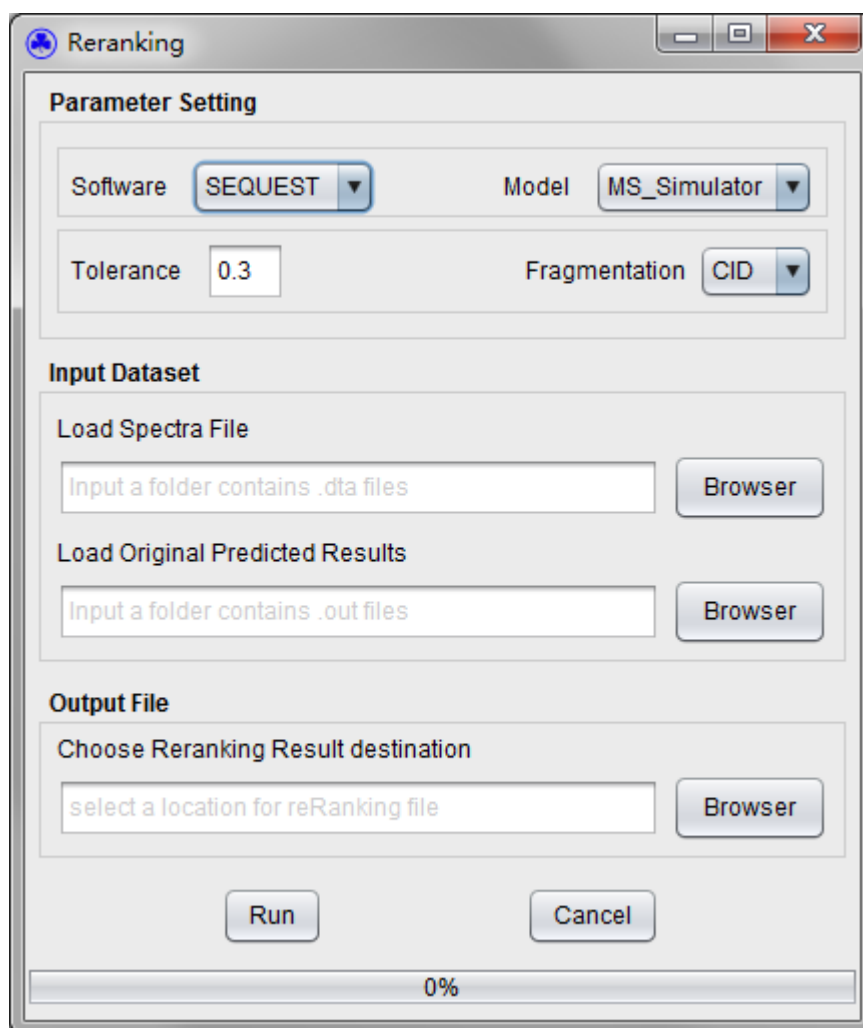 Reranking
Parameter Setting
Software SEQUEST Model MS_Simulator
Tolerance 0.3 Fragmentation CID
Input Dataset
Load Spectra File
Input a folder contains .dta files Browser
Load Original Predicted Results
Input a folder contains .out files Browser
Output File
Choose Reranking Result destination
select a location for reRanking file Browser
Run Cancel
0%